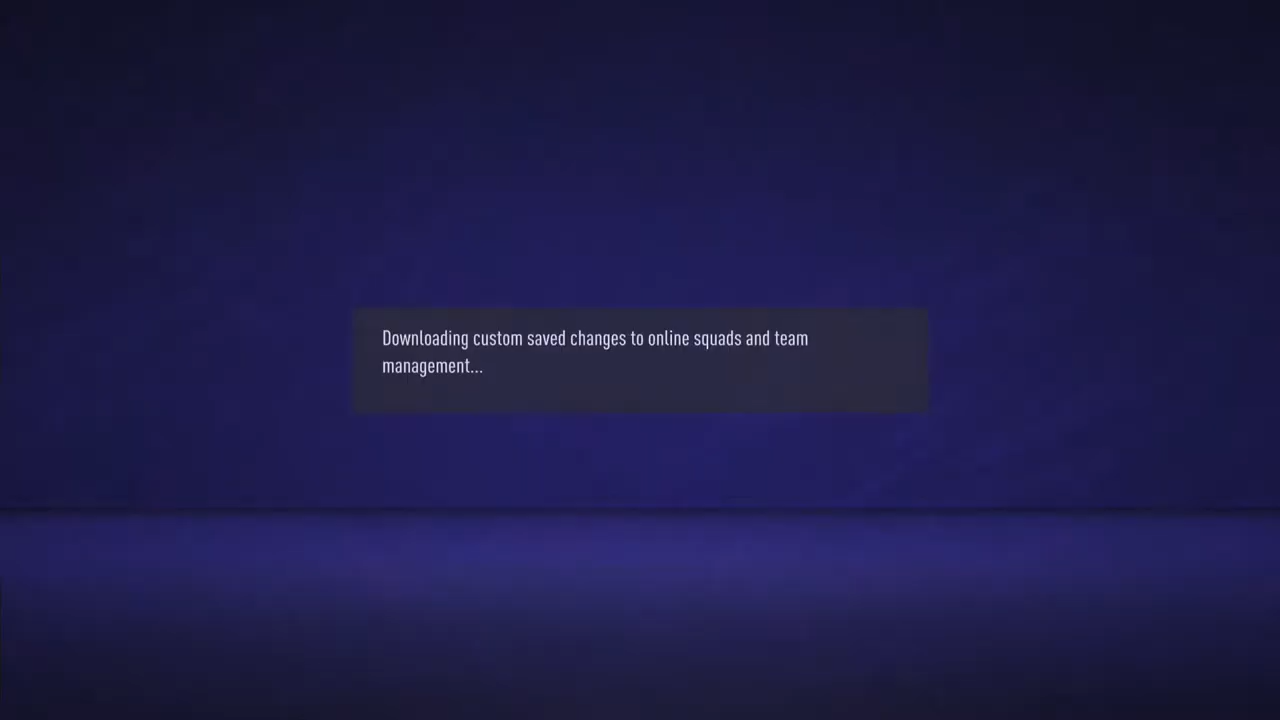 Downloading custom saved changes to online squads and team
management...